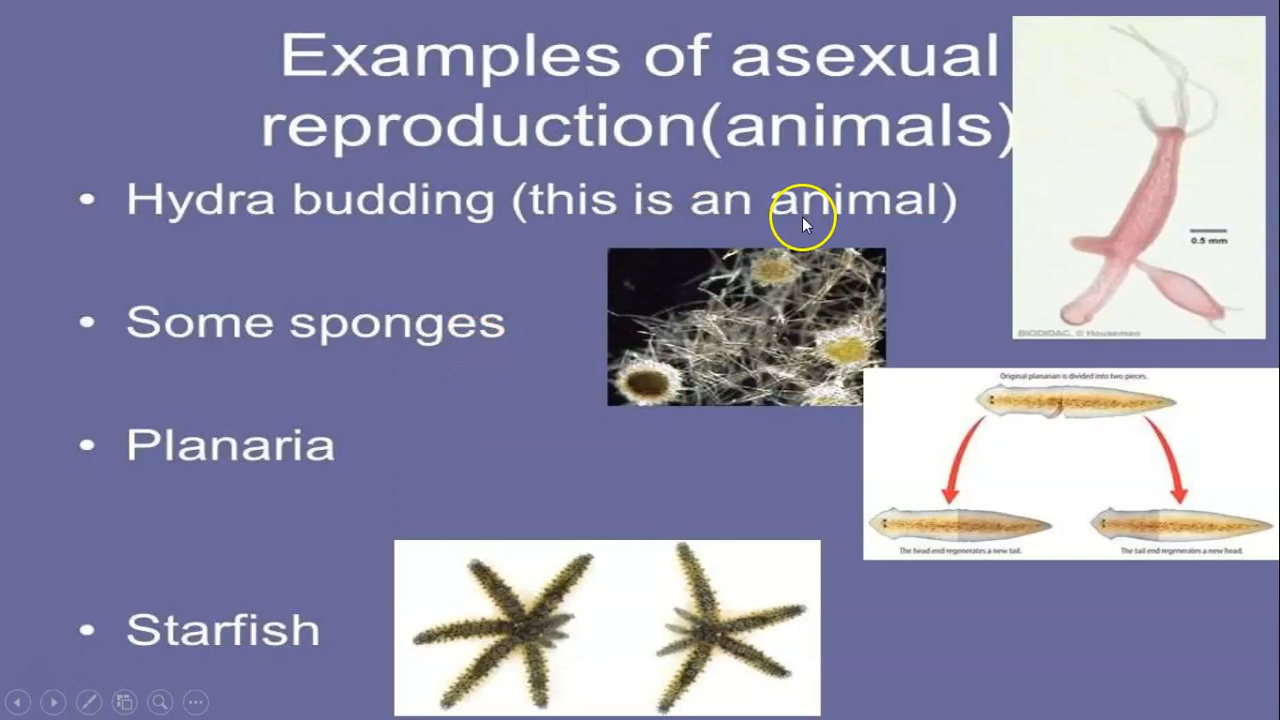 Examples of asexual
reproduction(animals)
• Hydra budding (this is an animal)
0.5 mm
BIODIDAC, © Houseman
• Some sponges
Original planarian is divided into two pieces.
• Planaria
The head end regenerates a new tail.
The tail end regenerates a new head.
• Starfish